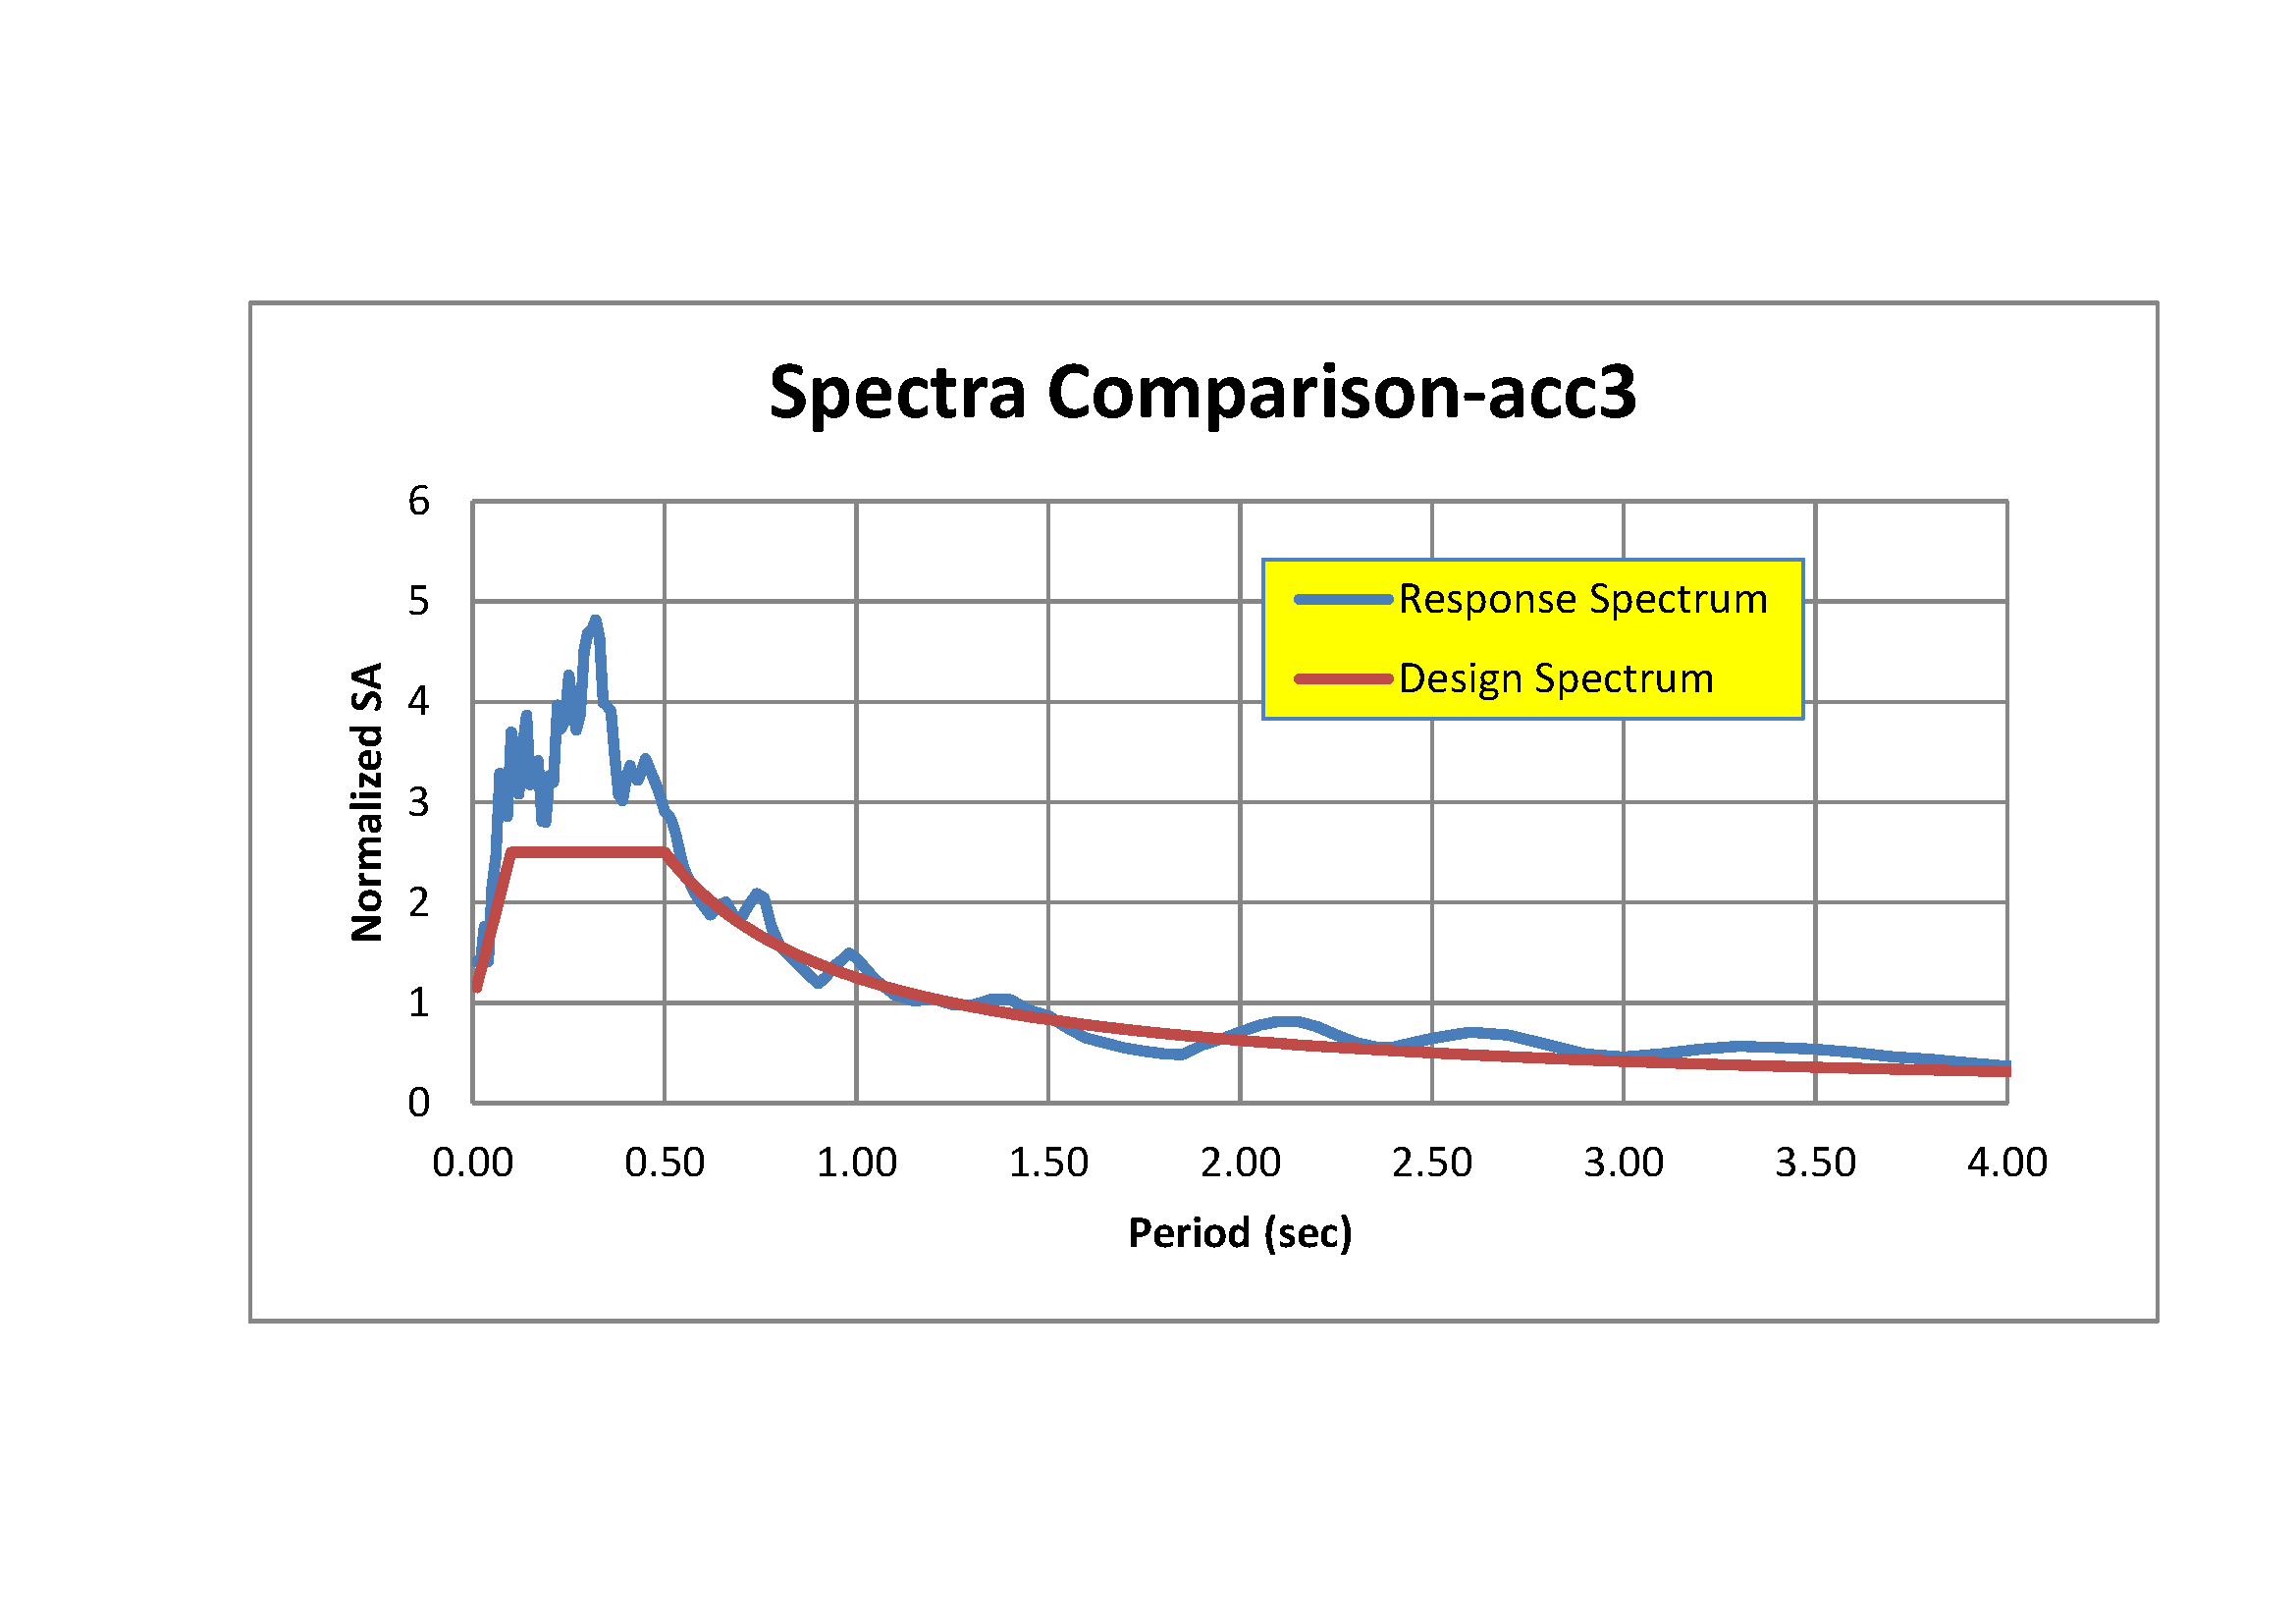 Spectra Comparison-acc3
6
5
4
3
2
1
0
Normalized SA
Response Spectrum
Design Spectrum
0.00 0.50 1.00 1.50 2.00 2.50 3.00 3.50 4.00
Period (sec)